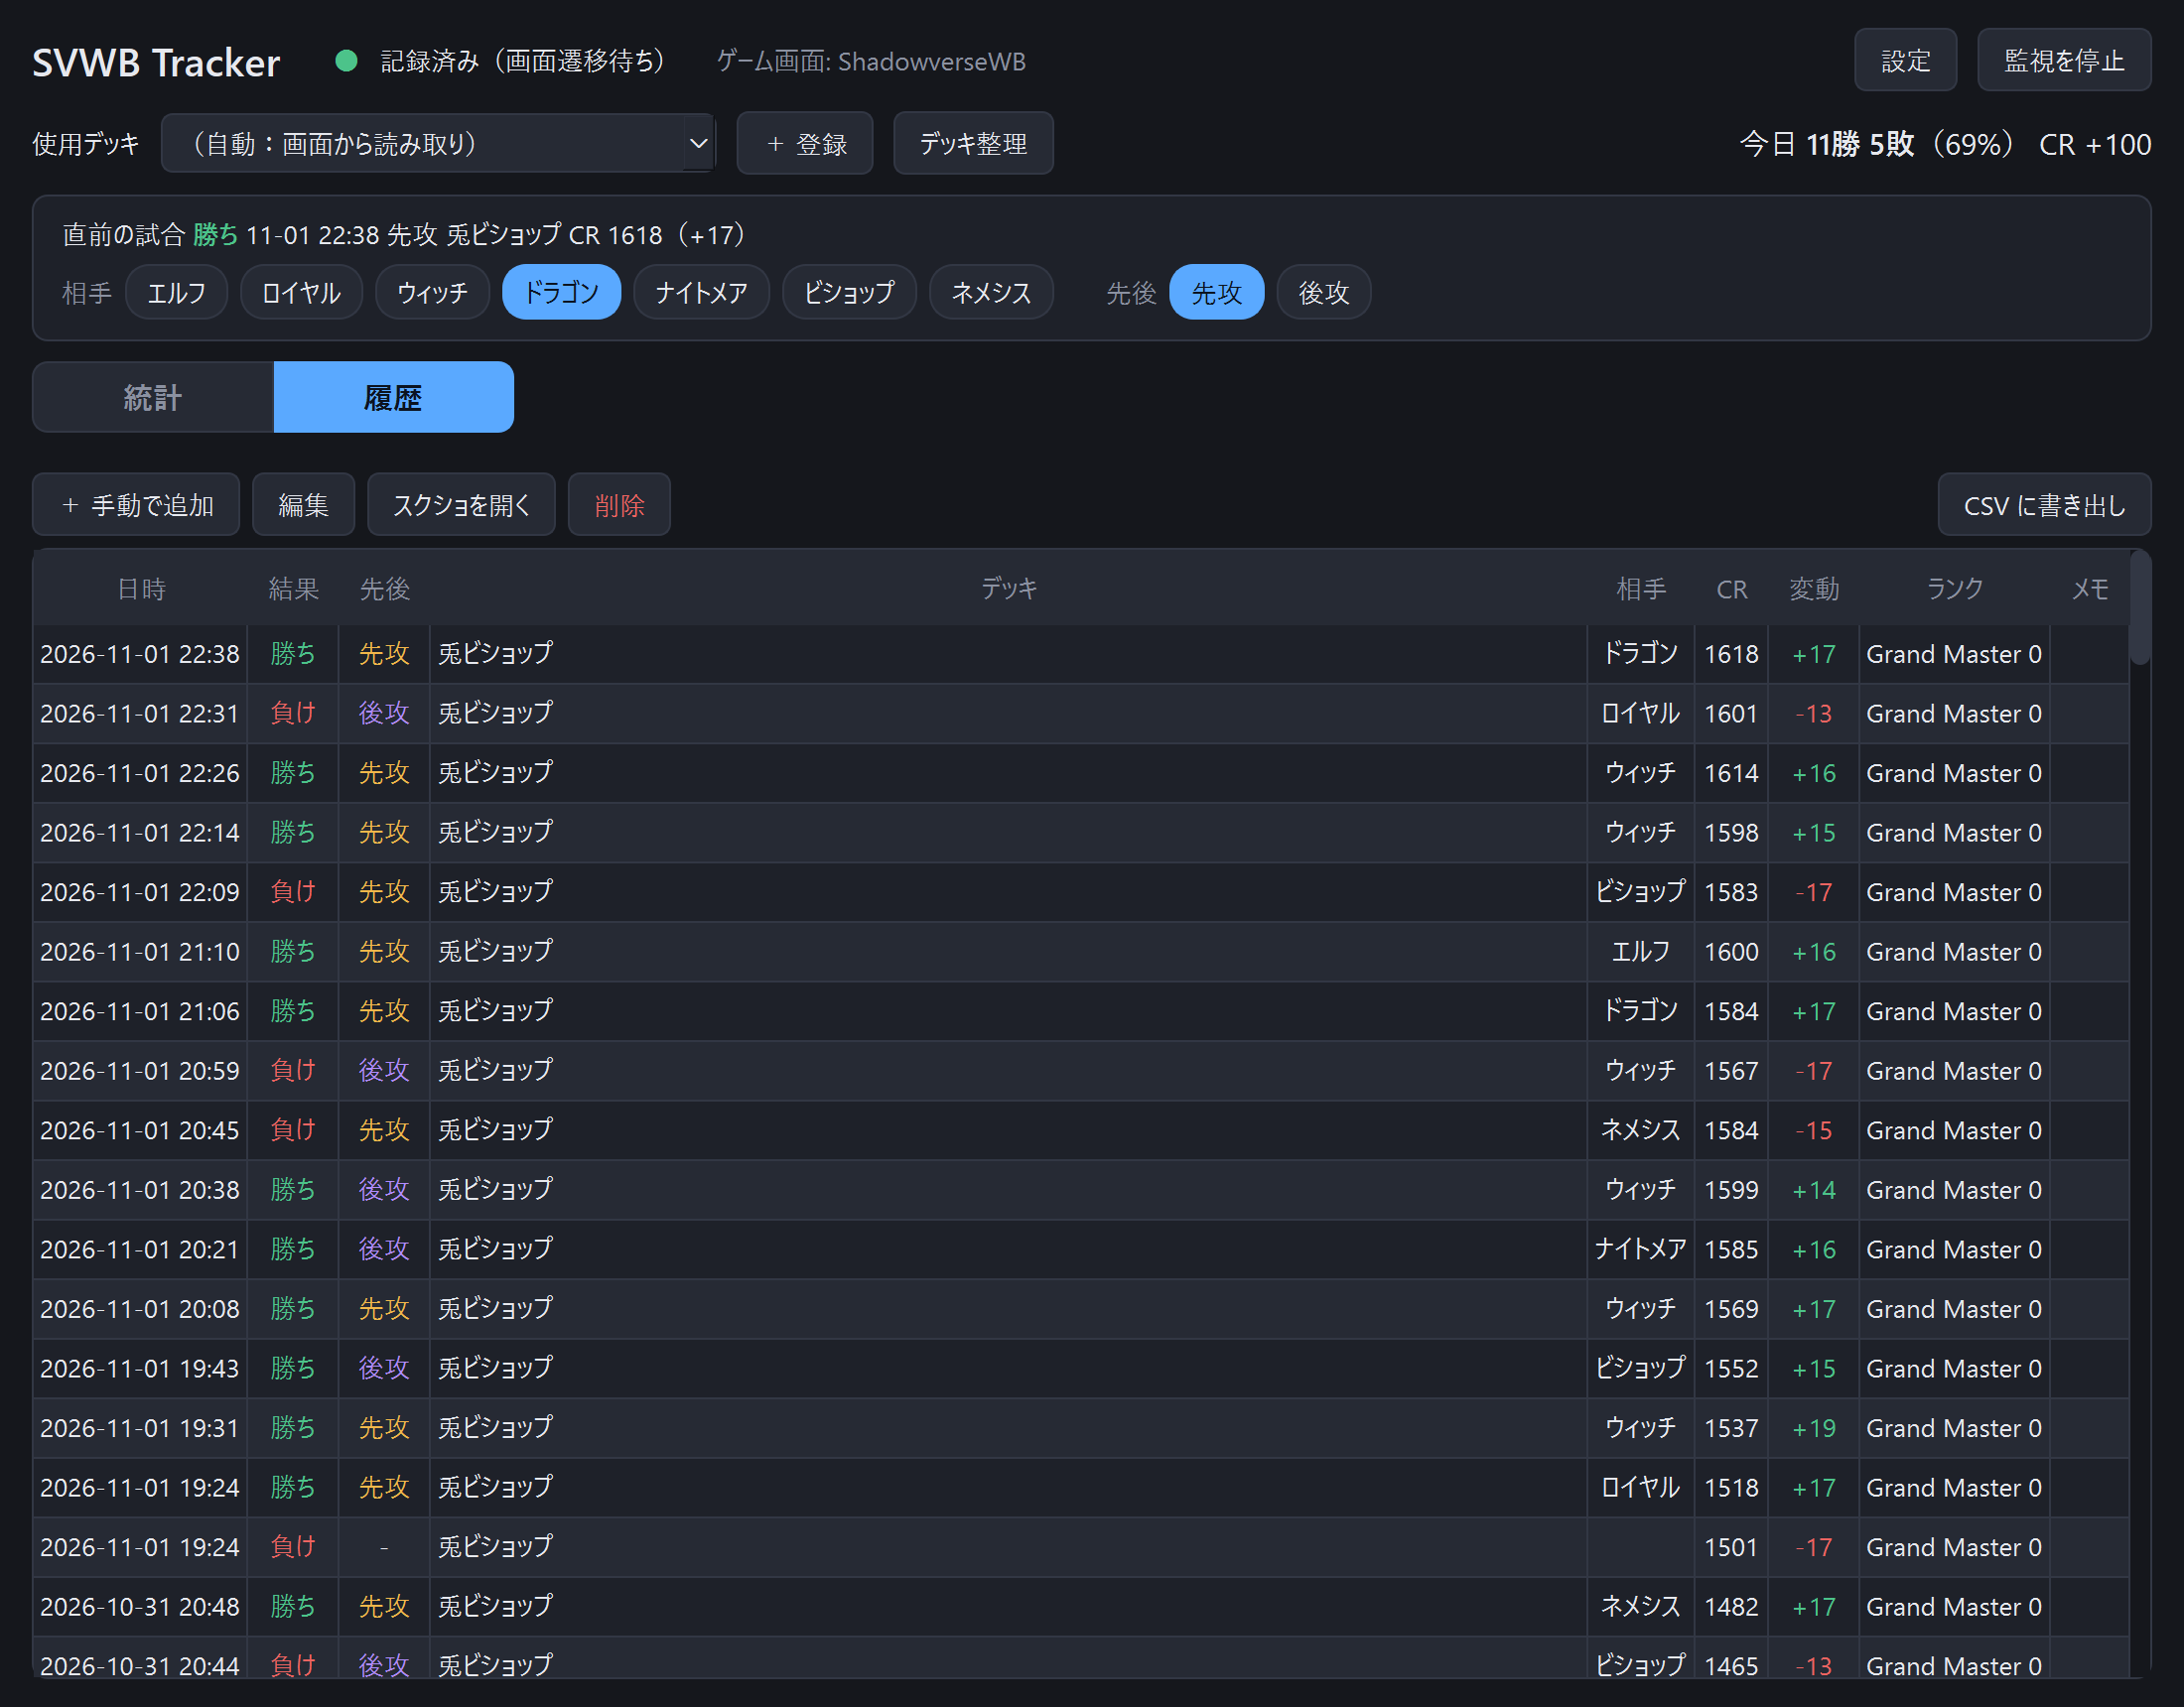 SVWB Tracker 記録済み（画面遷移待ち） ゲーム画面: ShadowverseWB 設定 監視を停止
使用デッキ （自動：画面から読み取り） ＋ 登録 デッキ整理 今日 11勝 5敗（69%） CR +100
直前の試合 勝ち 11-01 22:38 先攻 兎ビショップ CR 1618（+17）
相手 エルフ ロイヤル ウィッチ ドラゴン ナイトメア ビショップ ネメシス 先後 先攻 後攻
統計 履歴
＋ 手動で追加 編集 スクショを開く 削除 CSV に書き出し
日時 結果 先後 デッキ 相手 CR 変動 ランク メモ
2026-11-01 22:38 勝ち 先攻 兎ビショップ ドラゴン 1618 +17 Grand Master 0
2026-11-01 22:31 負け 後攻 兎ビショップ ロイヤル 1601 -13 Grand Master 0
2026-11-01 22:26 勝ち 先攻 兎ビショップ ウィッチ 1614 +16 Grand Master 0
2026-11-01 22:14 勝ち 先攻 兎ビショップ ウィッチ 1598 +15 Grand Master 0
2026-11-01 22:09 負け 先攻 兎ビショップ ビショップ 1583 -17 Grand Master 0
2026-11-01 21:10 勝ち 先攻 兎ビショップ エルフ 1600 +16 Grand Master 0
2026-11-01 21:06 勝ち 先攻 兎ビショップ ドラゴン 1584 +17 Grand Master 0
2026-11-01 20:59 負け 後攻 兎ビショップ ウィッチ 1567 -17 Grand Master 0
2026-11-01 20:45 負け 先攻 兎ビショップ ネメシス 1584 -15 Grand Master 0
2026-11-01 20:38 勝ち 後攻 兎ビショップ ウィッチ 1599 +14 Grand Master 0
2026-11-01 20:21 勝ち 後攻 兎ビショップ ナイトメア 1585 +16 Grand Master 0
2026-11-01 20:08 勝ち 先攻 兎ビショップ ウィッチ 1569 +17 Grand Master 0
2026-11-01 19:43 勝ち 後攻 兎ビショップ ビショップ 1552 +15 Grand Master 0
2026-11-01 19:31 勝ち 先攻 兎ビショップ ウィッチ 1537 +19 Grand Master 0
2026-11-01 19:24 勝ち 先攻 兎ビショップ ロイヤル 1518 +17 Grand Master 0
2026-11-01 19:24 負け - 兎ビショップ 1501 -17 Grand Master 0
2026-10-31 20:48 勝ち 先攻 兎ビショップ ネメシス 1482 +17 Grand Master 0
2026-10-31 20:44 負け 後攻 兎ビショップ ビショップ 1465 -13 Grand Master 0